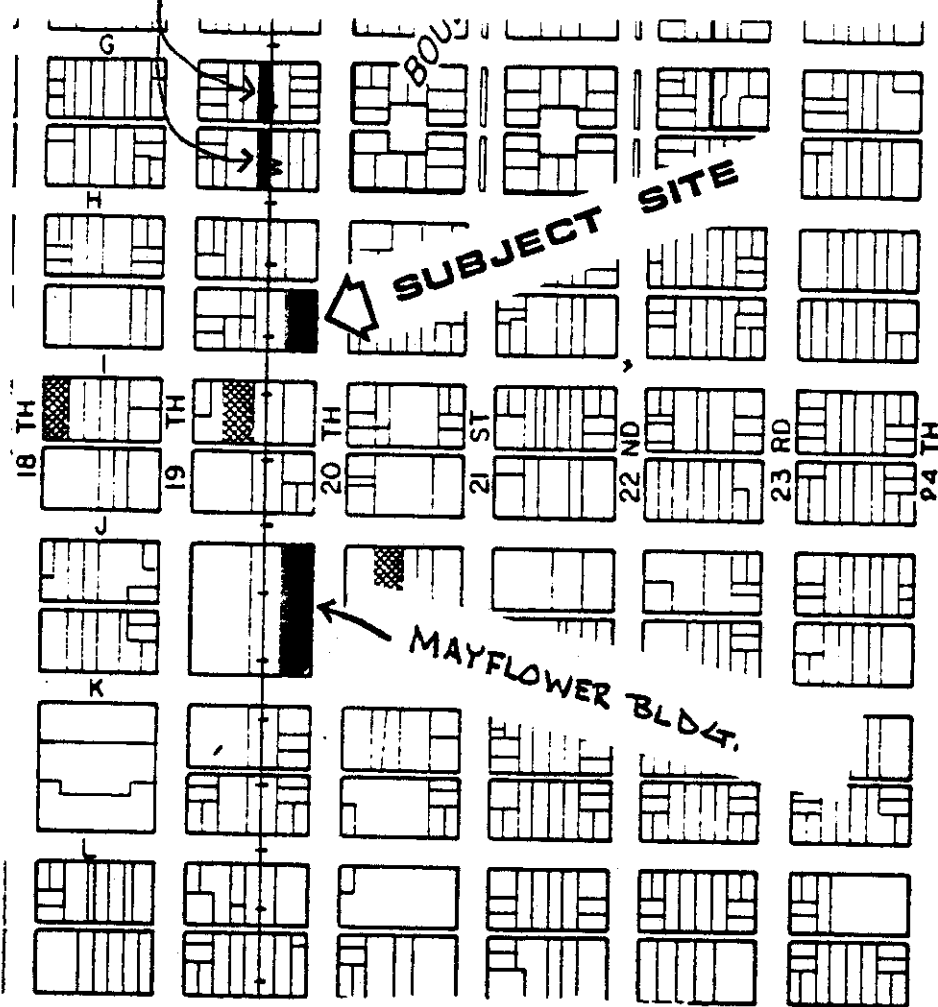 G
BOU
W
H
SUBJECT SITE
I
18 TH
19 TH
20 TH
21 ST
22 ND
23 RD
24 TH
J
MAYFLOWER BLDG.
K
L